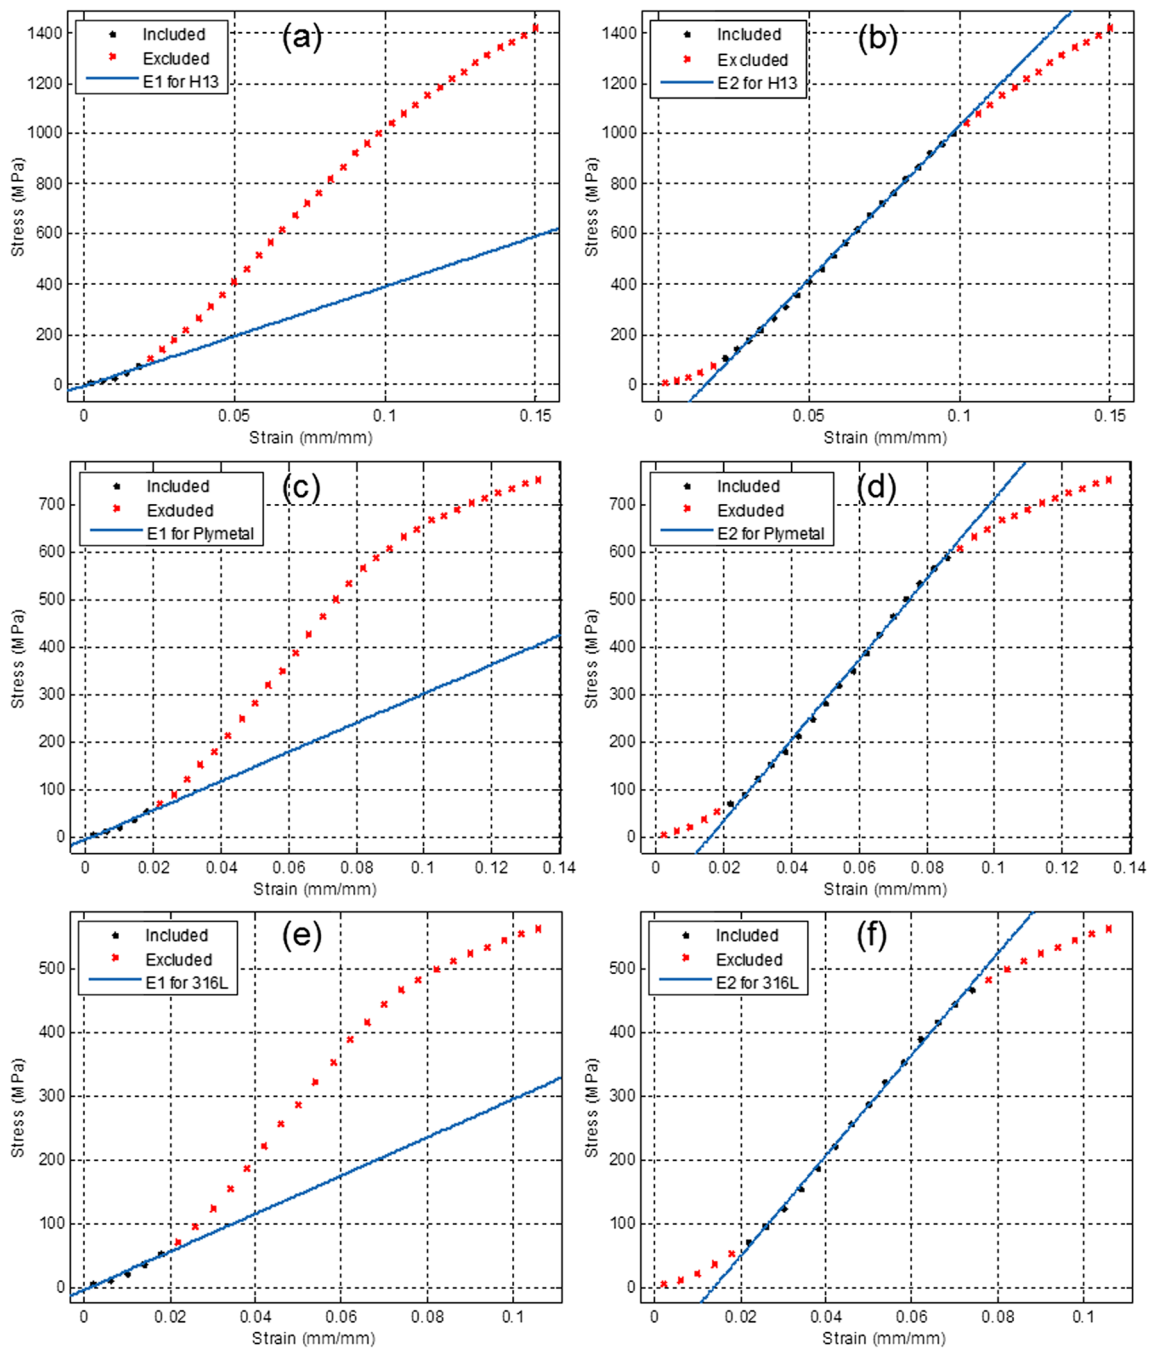 Included
Excluded
E1 for H13
(a)
1400
1200
1000
800
600
400
200
0
Stress (MPa)
0
0.05
0.1
0.15
Strain (mm/mm)
Included
Excluded
E2 for H13
(b)
1400
1200
1000
800
600
400
200
0
Stress (MPa)
0
0.05
0.1
0.15
Strain (mm/mm)
Included
Excluded
E1 for Plymetal
(c)
700
600
500
400
300
200
100
0
Stress (MPa)
0
0.02
0.04
0.06
0.08
0.1
0.12
0.14
Strain (mm/mm)
Included
Excluded
E2 for Plymetal
(d)
700
600
500
400
300
200
100
0
Stress (MPa)
0
0.02
0.04
0.06
0.08
0.1
0.12
0.14
Strain (mm/mm)
Included
Excluded
E1 for 316L
(e)
500
400
300
200
100
0
Stress (MPa)
0
0.02
0.04
0.06
0.08
0.1
Strain (mm/mm)
Included
Excluded
E2 for 316L
(f)
500
400
300
200
100
0
Stress (MPa)
0
0.02
0.04
0.06
0.08
0.1
Strain (mm/mm)